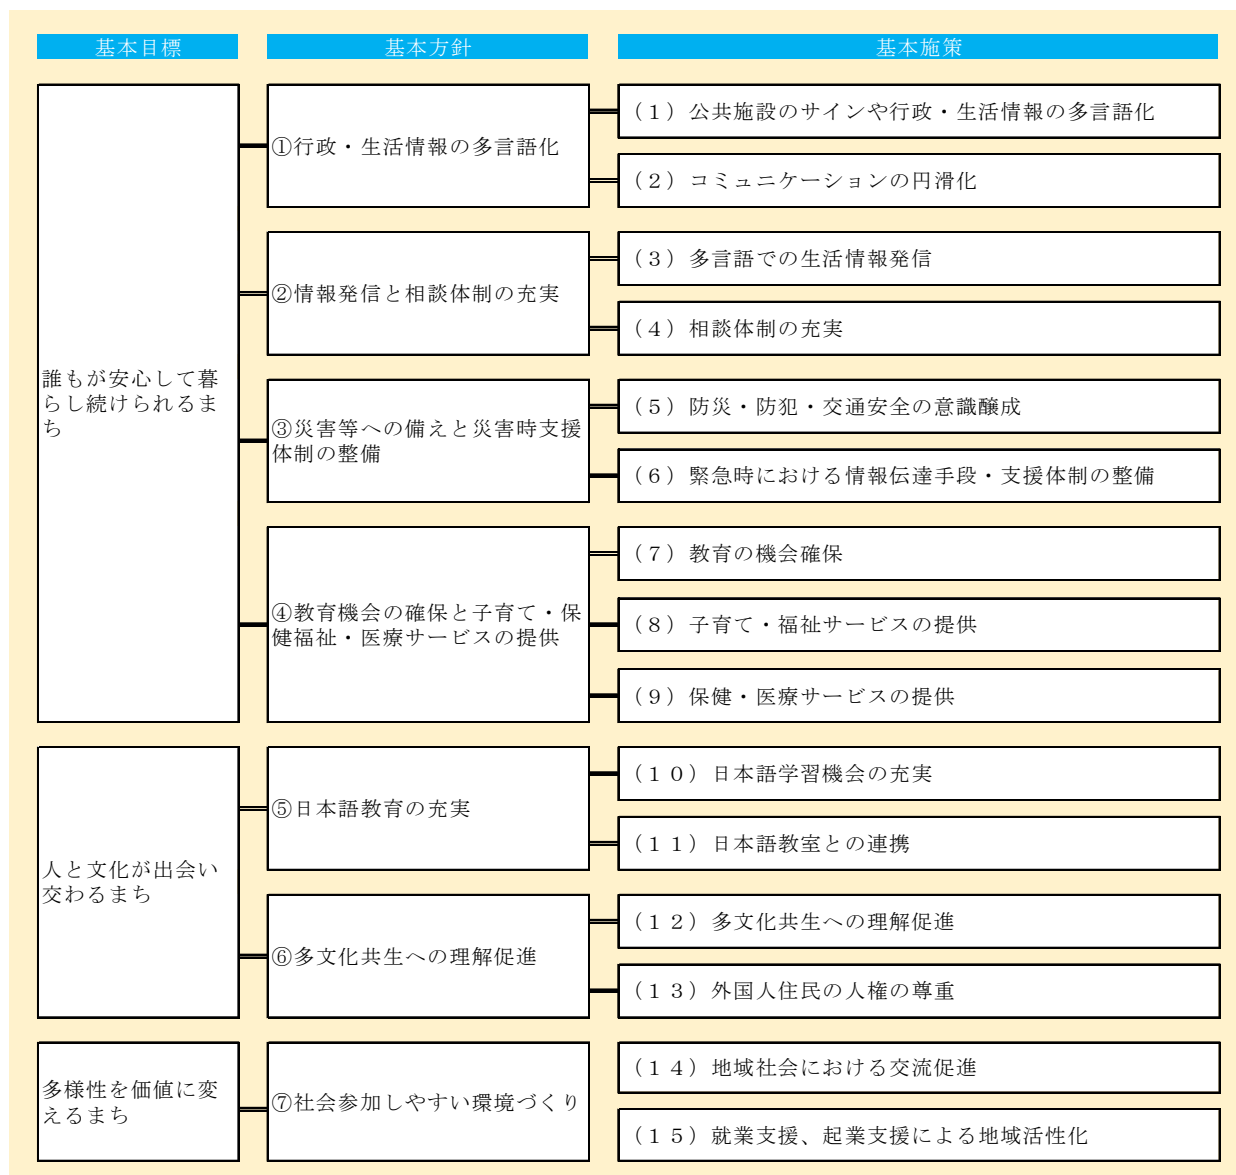 基本目標
基本方針
基本施策
誰もが安心して暮
らし続けられるま
ち
①行政・生活情報の多言語化
（１）公共施設のサインや行政・生活情報の多言語化
（２）コミュニケーションの円滑化
②情報発信と相談体制の充実
（３）多言語での生活情報発信
（４）相談体制の充実
③災害等への備えと災害時支援
体制の整備
（５）防災・防犯・交通安全の意識醸成
（６）緊急時における情報伝達手段・支援体制の整備
④教育機会の確保と子育て・保
健福祉・医療サービスの提供
（７）教育の機会確保
（８）子育て・福祉サービスの提供
（９）保健・医療サービスの提供
人と文化が出会い
交わるまち
⑤日本語教育の充実
（１０）日本語学習機会の充実
（１１）日本語教室との連携
⑥多文化共生への理解促進
（１２）多文化共生への理解促進
（１３）外国人住民の人権の尊重
多様性を価値に変
えるまち
⑦社会参加しやすい環境づくり
（１４）地域社会における交流促進
（１５）就業支援、起業支援による地域活性化